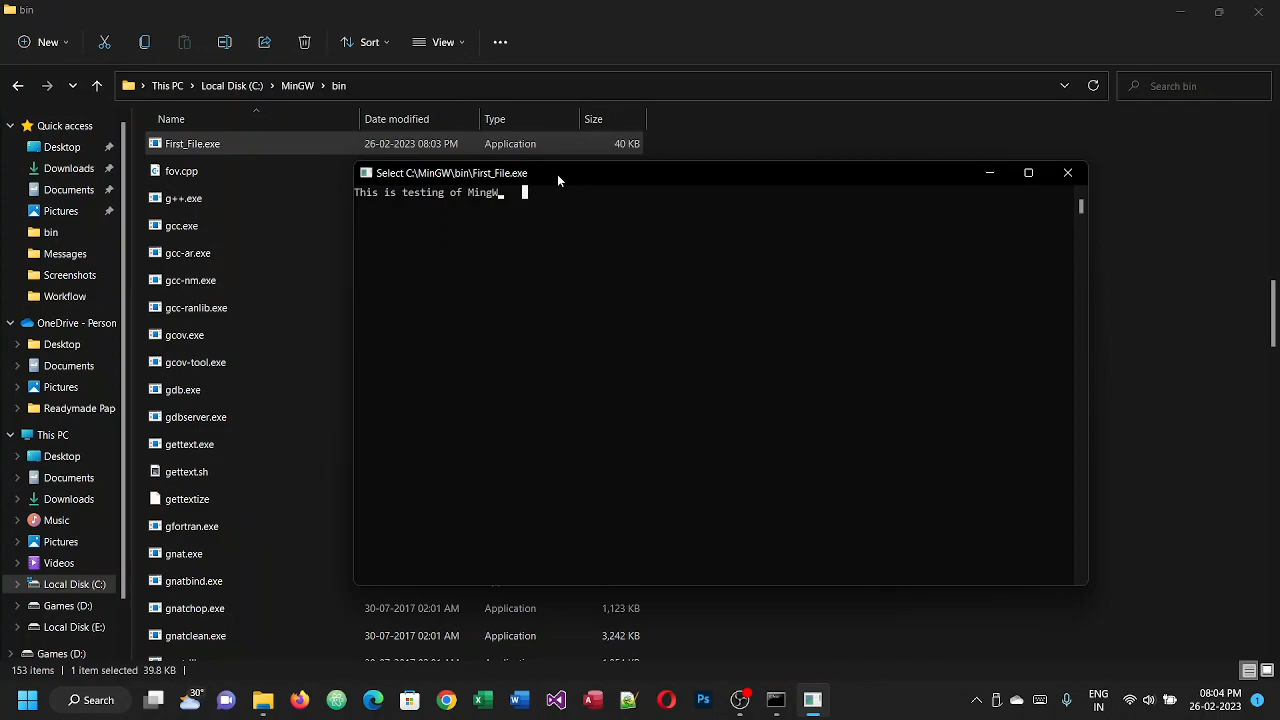 bin
New
Sort
View
This PC
Local Disk (C:)
MinGW
bin
Search bin
Name
Date modified
Type
Size
Quick access
Desktop
Downloads
Documents
Pictures
bin
Messages
Screenshots
Workflow
OneDrive - Person
Desktop
Documents
Pictures
Readymade Pap
This PC
Desktop
Documents
Downloads
Music
Pictures
Videos
Local Disk (C:)
Games (D:)
Local Disk (E:)
Games (D:)
First_File.exe 26-02-2023 08:03 PM Application 40 KB
fov.cpp
g++.exe
gcc.exe
gcc-ar.exe
gcc-nm.exe
gcc-ranlib.exe
gcov.exe
gcov-tool.exe
gdb.exe
gdbserver.exe
gettext.exe
gettext.sh
gettextize
gfortran.exe
gnat.exe
gnatbind.exe
gnatchop.exe 30-07-2017 02:01 AM Application 1,123 KB
gnatclean.exe 30-07-2017 02:01 AM Application 3,242 KB
Select C:\MinGW\bin\First_File.exe
This is testing of MingW
153 items
1 item selected 39.8 KB
Search
30°
Ps
ENG
IN
08:04 PM
26-02-2023
1